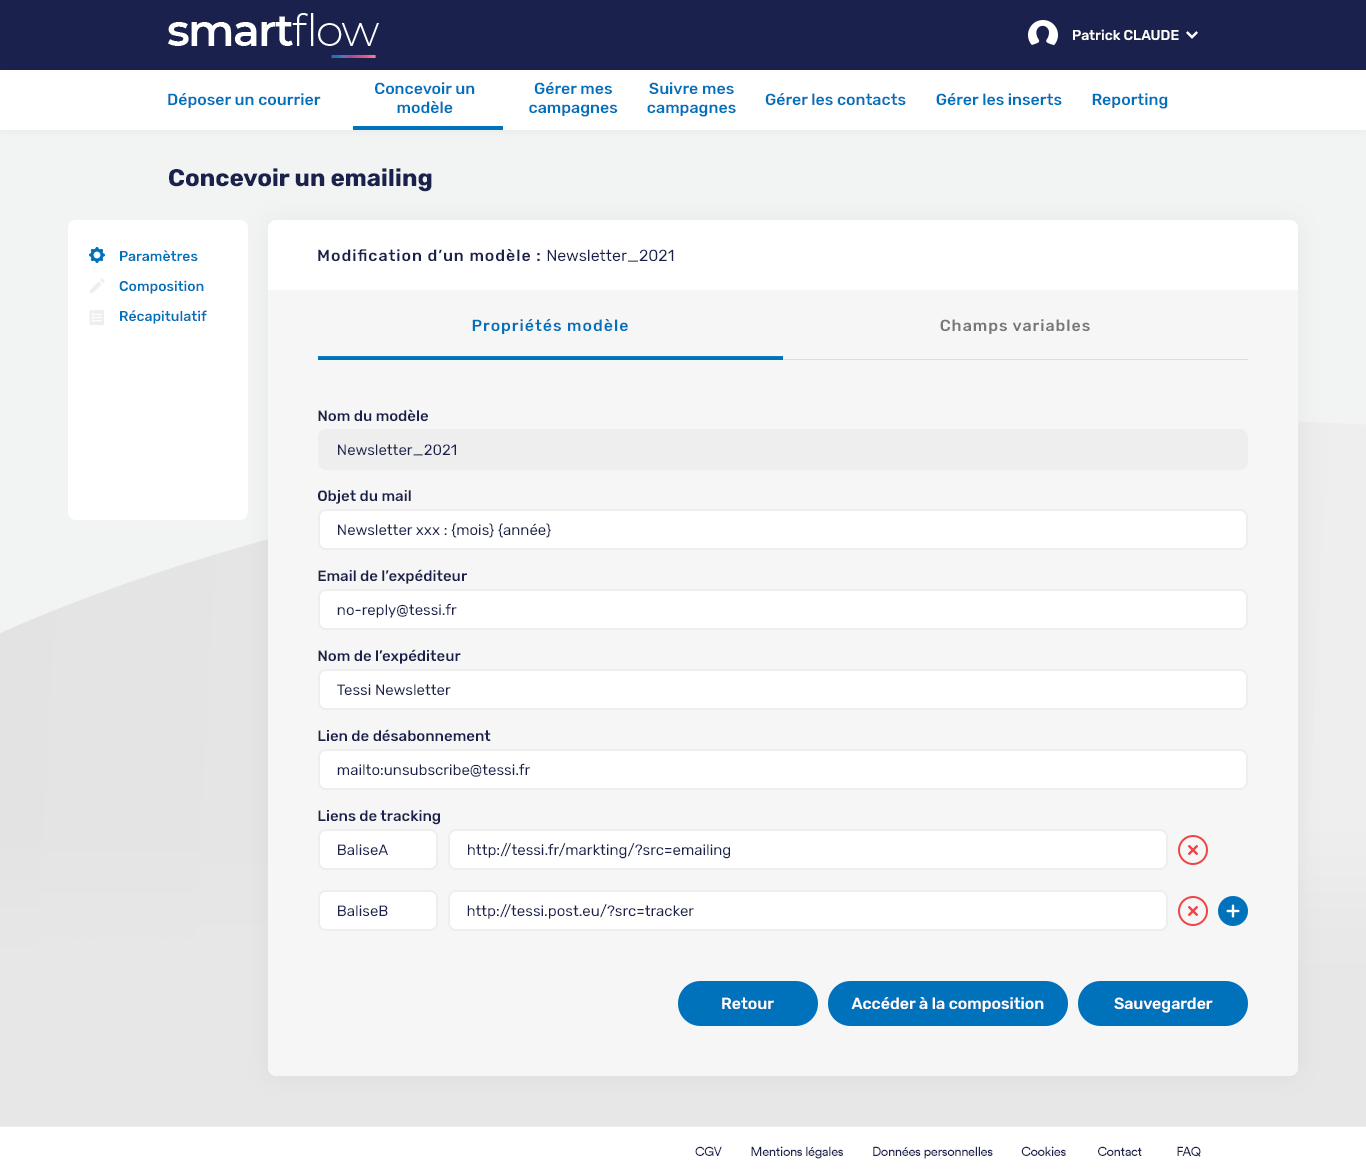 smartflow
Patrick CLAUDE
Déposer un courrier
Concevoir un
modèle
Gérer mes
campagnes
Suivre mes
campagnes
Gérer les contacts
Gérer les inserts
Reporting
Concevoir un emailing
Paramètres
Composition
Récapitulatif
Modification d’un modèle : Newsletter_2021
Propriétés modèle
Champs variables
Nom du modèle
Newsletter_2021
Objet du mail
Newsletter xxx : {mois} {année}
Email de l’expéditeur
no-reply@tessi.fr
Nom de l’expéditeur
Tessi Newsletter
Lien de désabonnement
mailto:unsubscribe@tessi.fr
Liens de tracking
BaliseA http://tessi.fr/markting/?src=emailing
BaliseB http://tessi.post.eu/?src=tracker
Retour
Accéder à la composition
Sauvegarder
CGV Mentions légales Données personnelles Cookies Contact FAQ